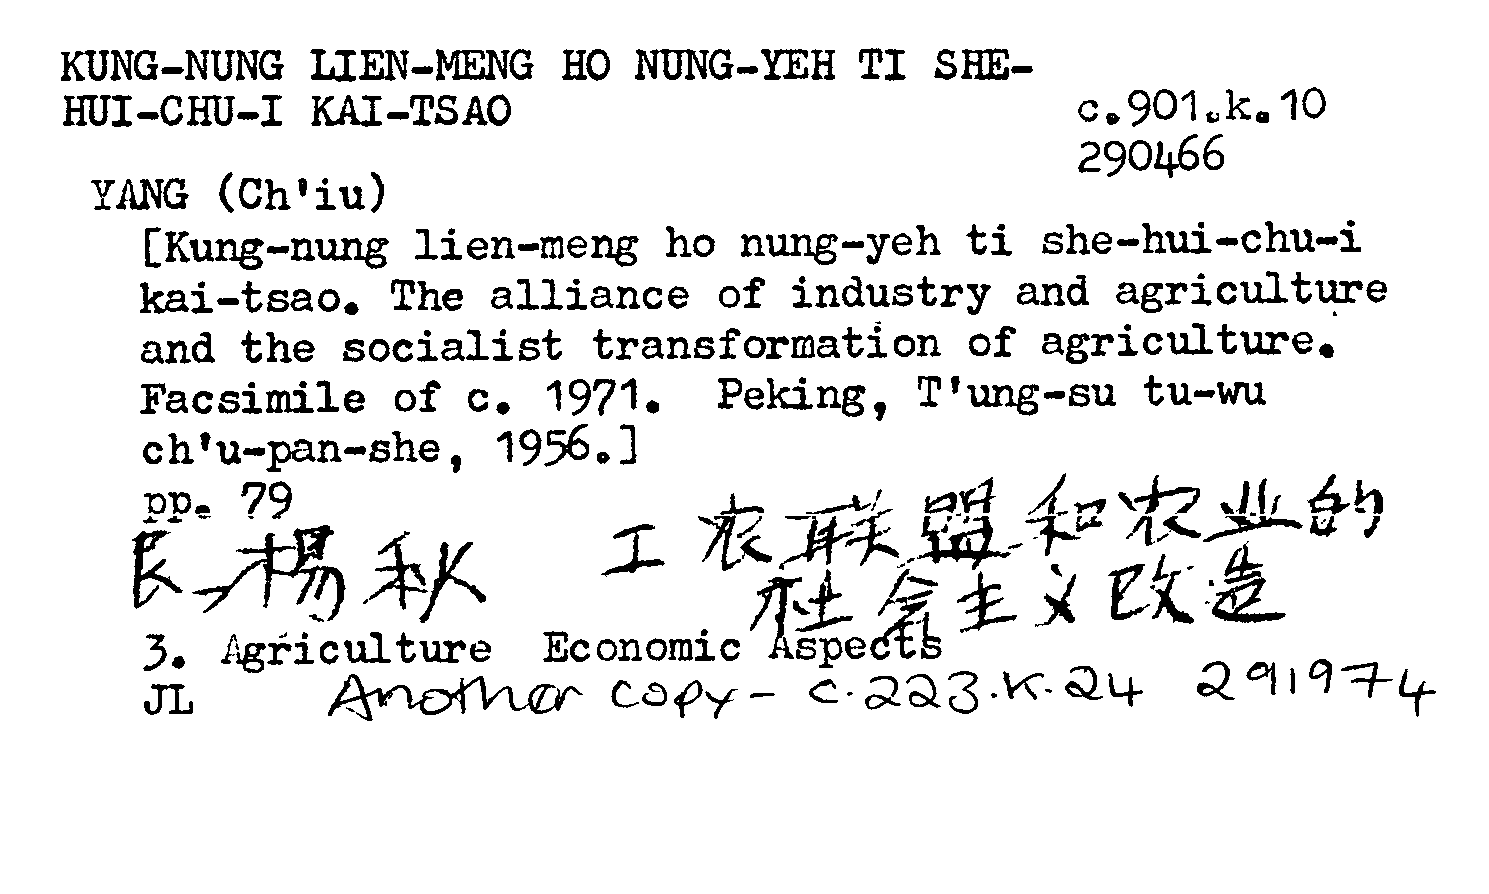 KUNG-NUNG LIEN-MENG HO NUNG-YEH TI SHE-
HUI-CHU-I KAI-TSAO
c.901.k.10
290466
YANG (Ch'iu)
[Kung-nung lien-meng ho nung-yeh ti she-hui-chu-i
kai-tsao. The alliance of industry and agriculture
and the socialist transformation of agriculture.
Facsimile of c. 1971. Peking, T'ung-su tu-wu
ch'u-pan-she, 1956.]
pp. 79
楊秋 工农联盟和农业的
社会主义改造
3. Agriculture Economic Aspects
JL Another copy - c.223.K.24 291974